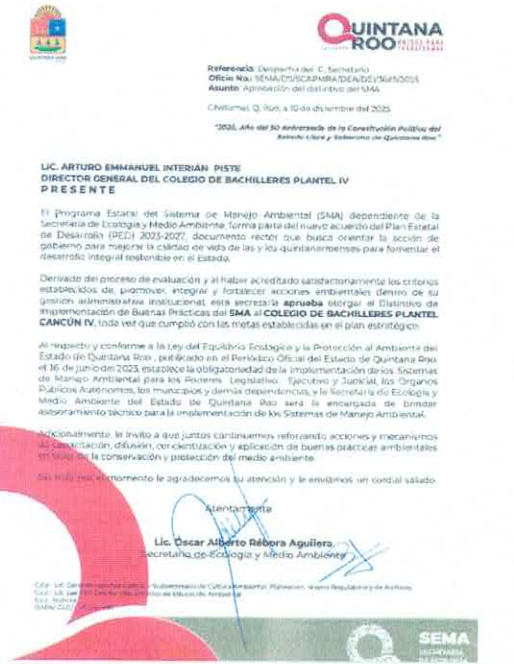 QUINTANA
ROO
Referencia: Despacho del C. Secretario
Oficio No.: SEMA/DS/SCAPMRA/DEA/DEI/
Asunto: Aprobación del distintivo del SMA
Chetumal, Q. Roo, a 10 de diciembre del 2025
"2025, Año del 50 Aniversario de la Constitución Política del
Estado Libre y Soberano de Quintana Roo."
LIC. ARTURO EMMANUEL INTERIÁN PISTE
DIRECTOR GENERAL DEL COLEGIO DE BACHILLERES PLANTEL IV
P R E S E N T E
El Programa Estatal del Sistema de Manejo Ambiental (SMA) dependiente de la
Secretaría de Ecología y Medio Ambiente, forma parte del nuevo acuerdo del Plan Estatal
de Desarrollo (PED) 2023-2027, documento rector que busca orientar la acción de
gobierno para mejorar la calidad de vida de las y los quintanarroenses para fomentar el
desarrollo integral sostenible en el Estado.
Derivado del proceso de evaluación y al haber acreditado satisfactoriamente los criterios
establecidos de, promover, integrar y fortalecer acciones ambientales dentro de su
gestión administrativa institucional, esta secretaría aprueba otorgar el Distintivo de
Implementación de Buenas Prácticas del SMA al COLEGIO DE BACHILLERES PLANTEL
CANCÚN IV, toda vez que cumplió con las metas establecidas en el plan estratégico.
Al respecto y conforme a la Ley del Equilibrio Ecológico y la Protección al Ambiente del
Estado de Quintana Roo, publicado en el Periódico Oficial del Estado de Quintana Roo,
el 16 de junio del 2023, establece la obligatoriedad de la implementación de los Sistemas
de Manejo Ambiental para los Poderes Legislativo Ejecutivo y Judicial, los Órganos
Públicos Autónomos, los municipios y demás dependencias, y la Secretaría de Ecología y
Medio Ambiente del Estado de Quintana Roo será la encargada de brindar
asesoramiento técnico para la implementación de los Sistemas de Manejo Ambiental.
Adicionalmente, le invito a que juntos continuemos reforzando acciones y mecanismos
de capacitación, difusión, concientización y aplicación de buenas prácticas ambientales
en favor de la conservación y protección del medio ambiente.
Sin más por el momento le agradecemos su atención y le enviamos un cordial saludo.
Atentamente
Lic. Óscar Alberto Rébora Aguilera
Secretario de Ecología y Medio Ambiente
SEMA